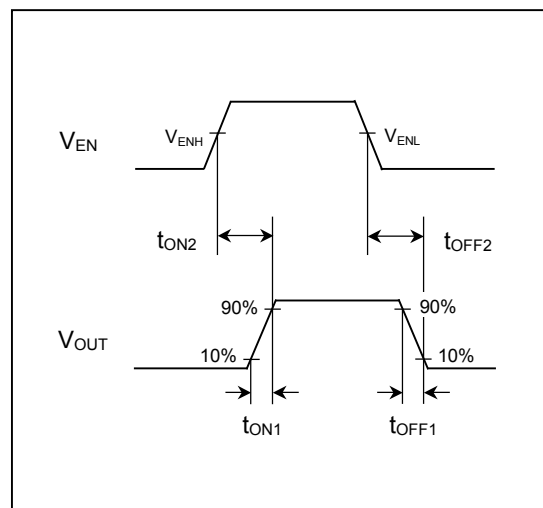 VEN
VENH
VENL
tON2
tOFF2
90%
90%
VOUT
10%
10%
tON1
tOFF1